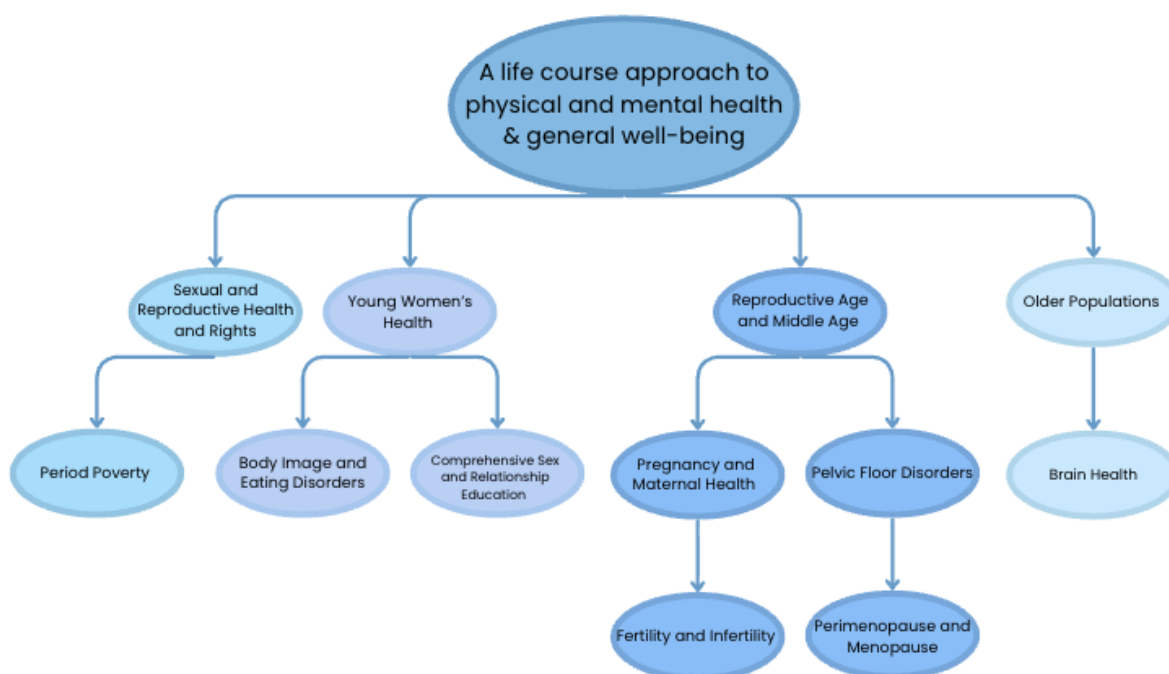 A life course approach to
physical and mental health
& general well-being
Sexual and
Reproductive Health
and Rights
Young Women's
Health
Reproductive Age
and Middle Age
Older Populations
Period Poverty
Body Image and
Eating Disorders
Comprehensive Sex
and Relationship
Education
Pregnancy and
Maternal Health
Pelvic Floor Disorders
Brain Health
Fertility and Infertility
Perimenopause and
Menopause